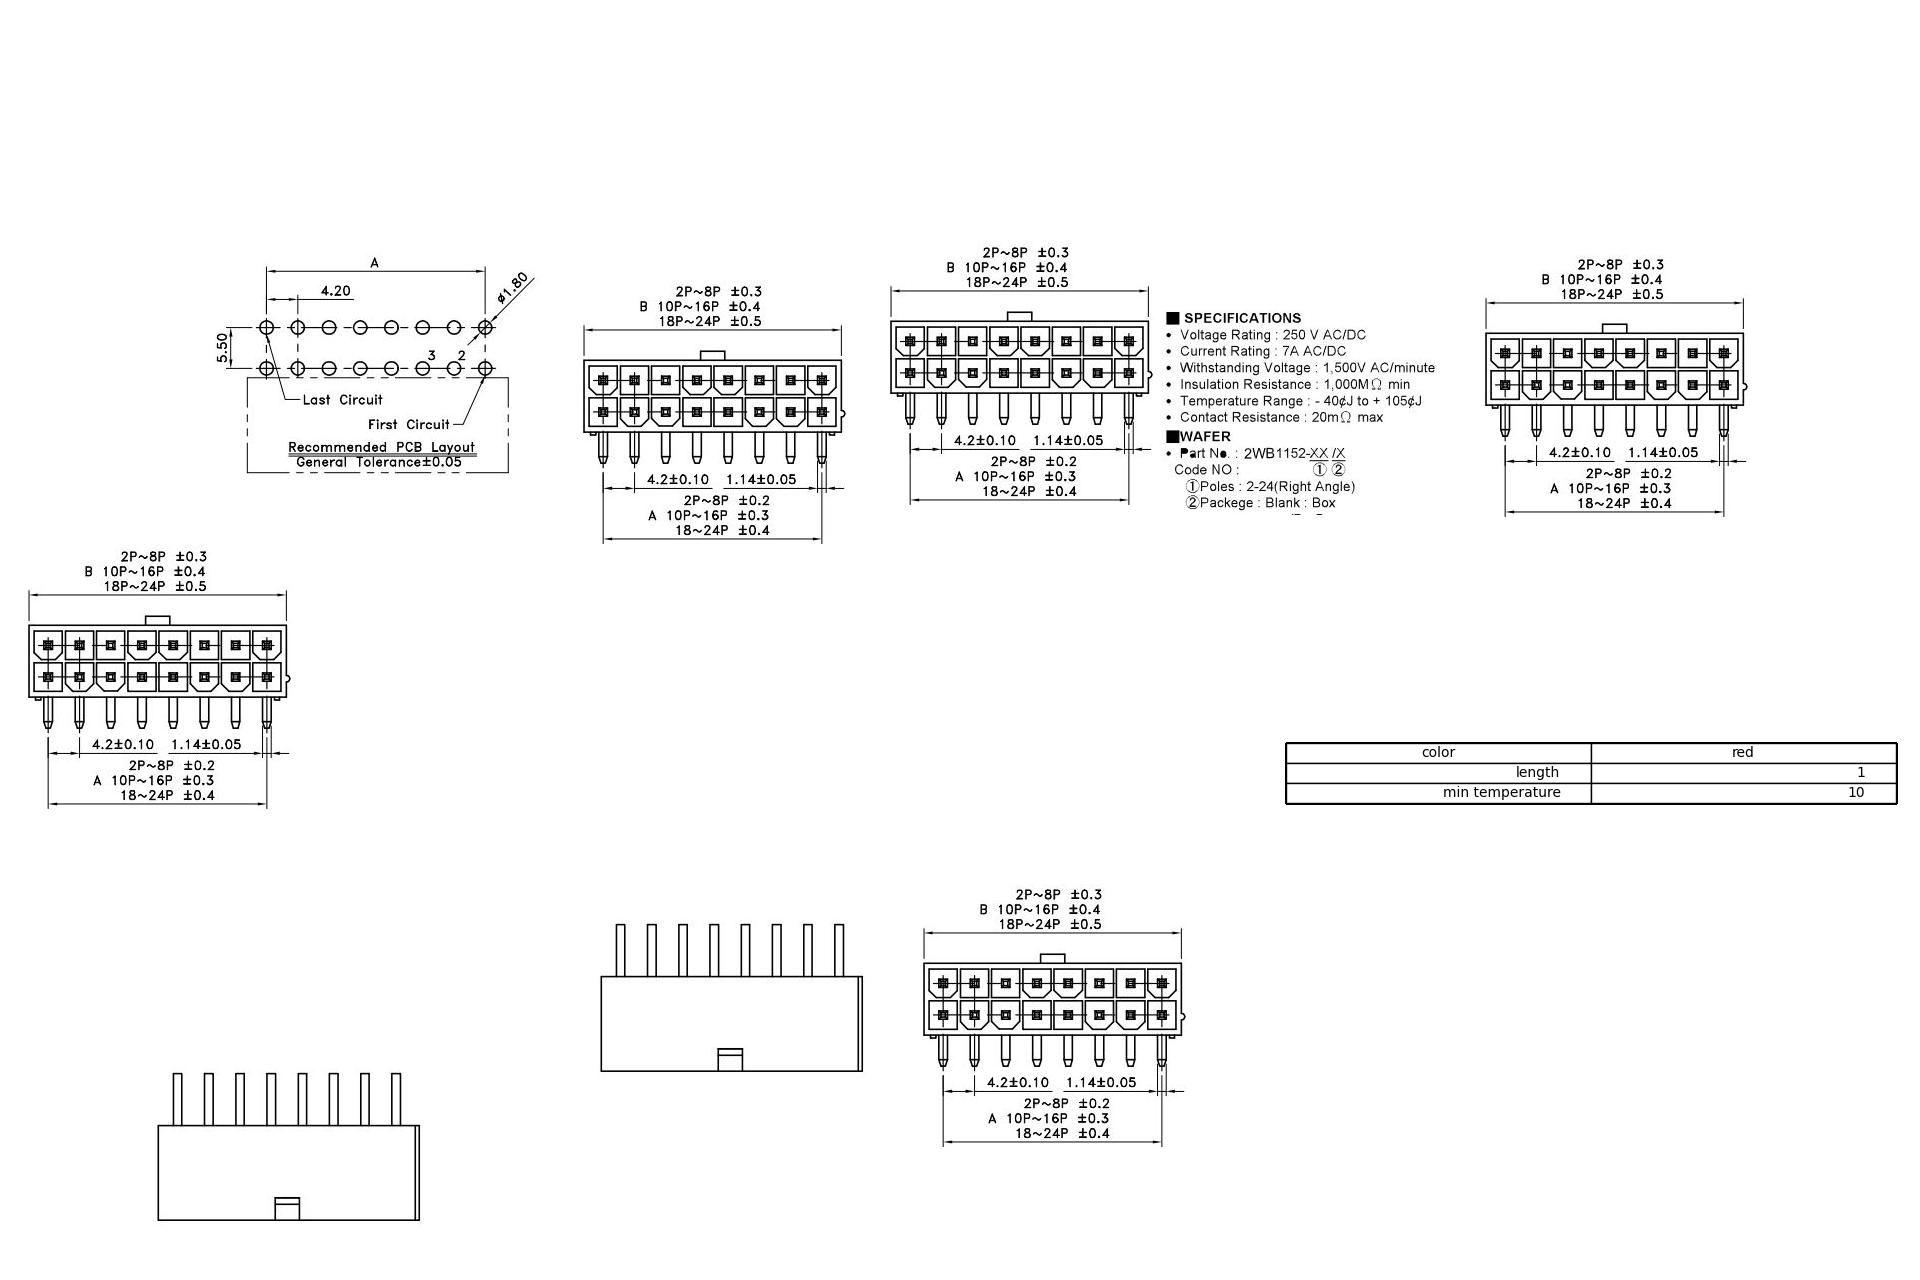 A
4.20
ø1.80
5.50
3 2
Last Circuit
First Circuit
Recommended PCB Layout
General Tolerance±0.05
2P~8P ±0.3
B 10P~16P ±0.4
18P~24P ±0.5
4.2±0.10 1.14±0.05
2P~8P ±0.2
A 10P~16P ±0.3
18~24P ±0.4
2P~8P ±0.3
B 10P~16P ±0.4
18P~24P ±0.5
4.2±0.10 1.14±0.05
2P~8P ±0.2
A 10P~16P ±0.3
18~24P ±0.4
■ SPECIFICATIONS
• Voltage Rating : 250 V AC/DC
• Current Rating : 7A AC/DC
• Withstanding Voltage : 1,500V AC/minute
• Insulation Resistance : 1,000MΩ min
• Temperature Range : - 40¢J to + 105¢J
• Contact Resistance : 20mΩ max
■WAFER
• Part No. : 2WB1152-XX /X
Code NO : ① ②
①Poles : 2-24(Right Angle)
②Packege : Blank : Box
2P~8P ±0.3
B 10P~16P ±0.4
18P~24P ±0.5
4.2±0.10 1.14±0.05
2P~8P ±0.2
A 10P~16P ±0.3
18~24P ±0.4
2P~8P ±0.3
B 10P~16P ±0.4
18P~24P ±0.5
4.2±0.10 1.14±0.05
2P~8P ±0.2
A 10P~16P ±0.3
18~24P ±0.4
color red
length 1
min temperature 10
2P~8P ±0.3
B 10P~16P ±0.4
18P~24P ±0.5
4.2±0.10 1.14±0.05
2P~8P ±0.2
A 10P~16P ±0.3
18~24P ±0.4